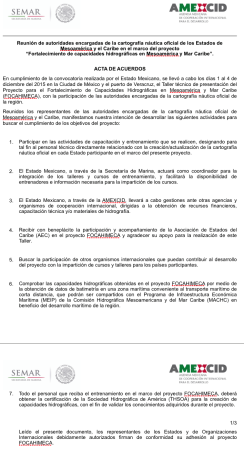 SEMAR
AMEXCID
Reunión de autoridades encargadas de la cartografía náutica oficial de los Estados de
Mesoamérica y el Caribe en el marco del proyecto
"Fortalecimiento de capacidades hidrográficas en Mesoamérica y Mar Caribe".
ACTA DE ACUERDOS
En cumplimiento de la convocatoria realizada por el Estado Mexicano, se llevó a cabo los días 1 al 4 de
diciembre del 2015 en la Ciudad de México y el puerto de Veracruz, el Taller técnico de presentación del
Proyecto para el Fortalecimiento de Capacidades Hidrográficas en Mesoamérica y Mar Caribe
(FOCAHIMECA), con la participación de las autoridades encargadas de la cartografía náutica oficial de
la región.
Reunidos los representantes de las autoridades encargadas de la cartografía náutica oficial de
Mesoamérica y el Caribe, manifestamos nuestra intención de desarrollar las siguientes actividades para
buscar el cumplimiento de los objetivos del proyecto:
1. Participar en las actividades de capacitación y entrenamiento que se realicen, designando para
tal fin al personal técnico directamente relacionado con la creación/actualización de la cartografía
náutica oficial en cada Estado participante en el marco del presente proyecto.
2. El Estado Mexicano, a través de la Secretaría de Marina, actuará como coordinador para la
integración de los talleres y cursos de entrenamiento, y facilitará la disponibilidad de
entrenadores e información necesaria para la impartición de los cursos.
3. El Estado Mexicano, a través de la AMEXCID, llevará a cabo gestiones ante otras agencias y
organismos de cooperación internacional, dirigidas a la obtención de recursos financieros,
capacitación técnica y/o materiales de hidrografía.
4. Recibir con beneplácito la participación y acompañamiento de la Asociación de Estados del
Caribe (AEC) en el proyecto FOCAHIMECA y agradecer su apoyo para la realización de este
Taller.
5. Buscar la participación de otros organismos internacionales que puedan contribuir al desarrollo
del proyecto con la impartición de cursos y talleres para los países participantes.
6. Comprobar las capacidades hidrográficas obtenidas en el proyecto FOCAHIMECA por medio de
la obtención de datos de batimetría en una zona marítima conveniente al transporte marítimo de
corta distancia, que podrán ser compartidos con el Programa de Infraestructura Económico
Marítima (MEIP) de la Comisión Hidrográfica Mesoamericana y del Mar Caribe (MACHC) en
beneficio del desarrollo marítimo de la región.
SEMAR
AMEXCID
7. Todo el personal que reciba el entrenamiento en el marco del proyecto FOCAHIMECA, deberá
obtener la certificación de la Sociedad Hidrográfica de América (THSOA) para la creación de
capacidades hidrográficas, con el fin de validar los conocimientos adquiridos durante el proyecto.
1/3
Leído el presente documento, los representantes de los Estados y de Organizaciones
Internacionales debidamente autorizados firman de conformidad su adhesión al proyecto
FOCAHIMECA.